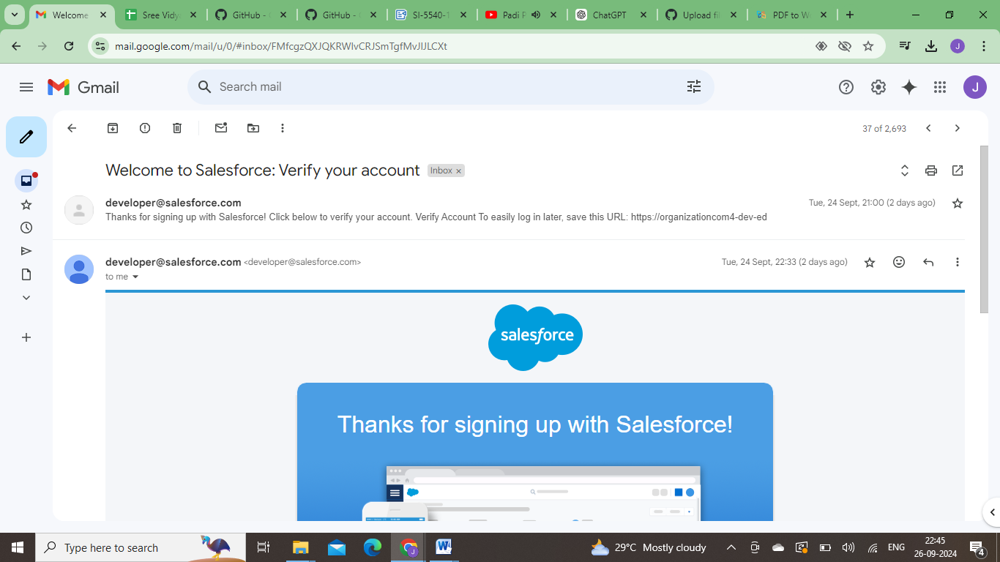 Welcome
Sree Vidy
GitHub -
GitHub -
SI-5540-1
Padi P
ChatGPT
Upload fil
PDF to W
mail.google.com/mail/u/0/#inbox/FMfcgzQXJQKRWlvCRJSmTgfMvJJJLCXt
J
Gmail
Search mail
J
37 of 2,693
Welcome to Salesforce: Verify your account
Inbox ×
developer@salesforce.com
Tue, 24 Sept, 21:00 (2 days ago)
Thanks for signing up with Salesforce! Click below to verify your account. Verify Account To easily log in later, save this URL: https://organizationcom4-dev-ed
developer@salesforce.com <developer@salesforce.com>
Tue, 24 Sept, 22:33 (2 days ago)
to me
salesforce
Thanks for signing up with Salesforce!
Type here to search
29°C Mostly cloudy
ENG
22:45
26-09-2024
4